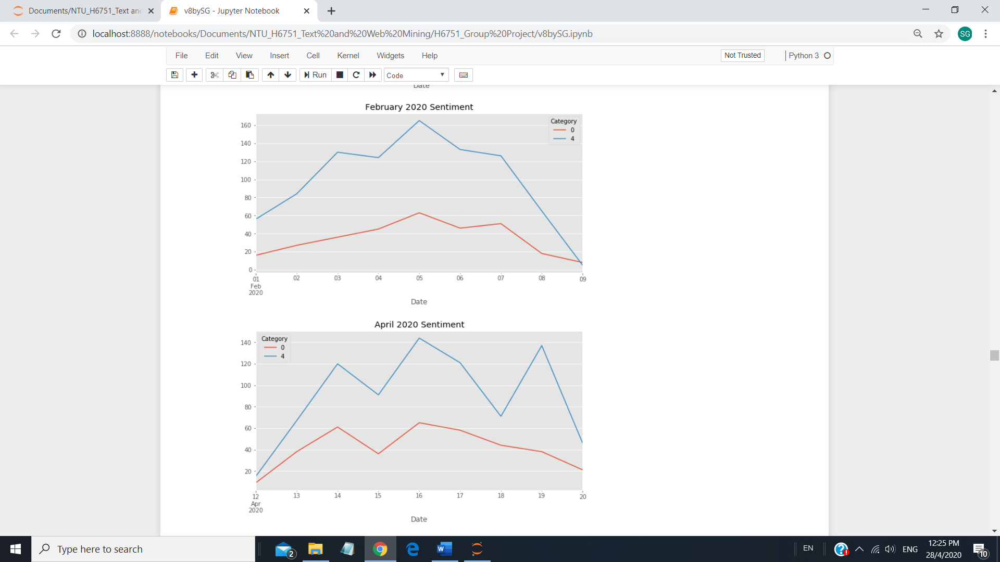 Documents/NTU_H6751_Text and
v8bySG - Jupyter Notebook
localhost:8888/notebooks/Documents/NTU_H6751_Text%20and%20Web%20Mining/H6751_Group%20Project/v8bySG.ipynb
SG
File Edit View Insert Cell Kernel Widgets Help
Not Trusted
Python 3
Run
Code
Date
February 2020 Sentiment
Category
0
4
160
140
120
100
80
60
40
20
0
01 02 03 04 05 06 07 08 09
Feb
2020
Date
April 2020 Sentiment
Category
0
4
140
120
100
80
60
40
20
12 13 14 15 16 17 18 19 20
Apr
2020
Date
Type here to search
2
W
EN
ENG
12:25 PM
28/4/2020
10